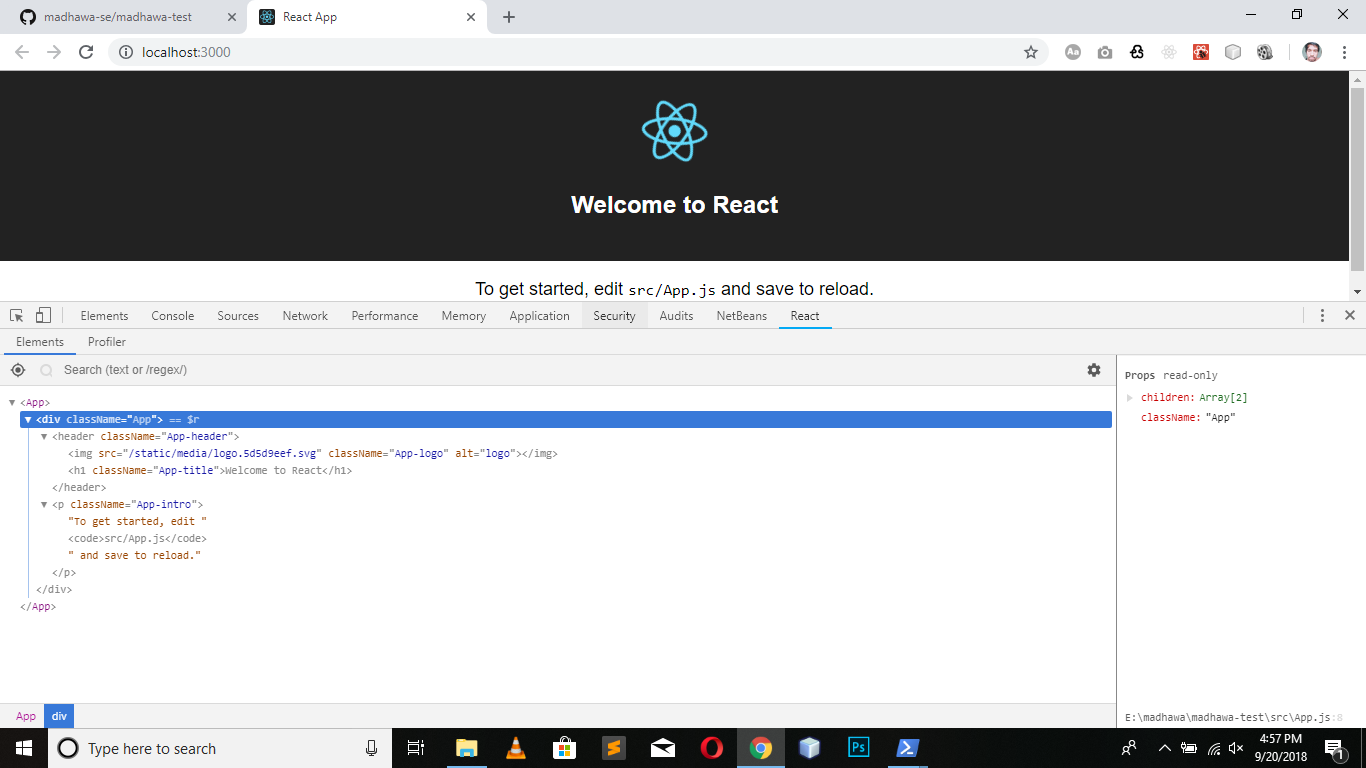 madhawa-se/madhawa-test React App
localhost:3000
Welcome to React
To get started, edit src/App.js and save to reload.
Elements Console Sources Network Performance Memory Application Security Audits NetBeans React
Elements Profiler
Search (text or /regex/)
Props read-only
children: Array[2]
className: "App"
<App>
<div className="App"> == $r
<header className="App-header">
<img src="/static/media/logo.5d5d9eef.svg" className="App-logo" alt="logo"></img>
<h1 className="App-title">Welcome to React</h1>
</header>
<p className="App-intro">
"To get started, edit "
<code>src/App.js</code>
" and save to reload."
</p>
</div>
</App>
App div
E:\madhawa\madhawa-test\src\App.js:8
Type here to search
Ps
4:57 PM
9/20/2018
1